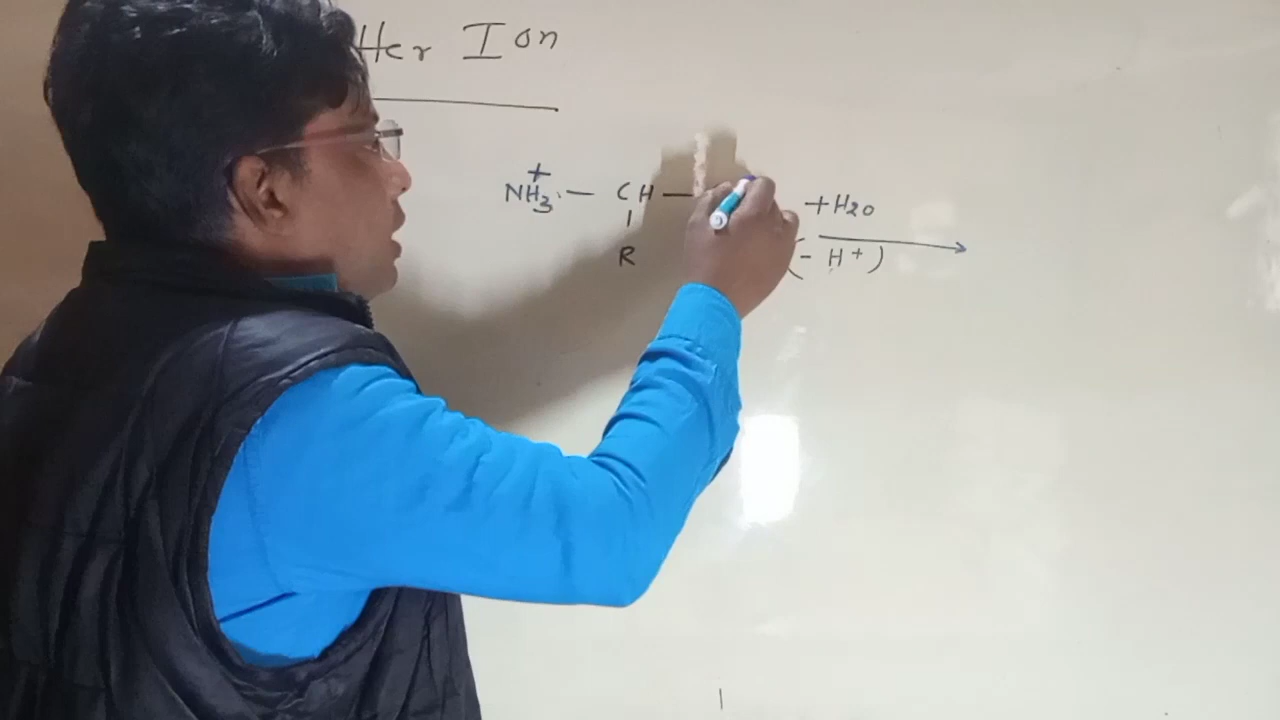 Her Ion
+
NH3 — CH — +H2O
| (- H+)
R